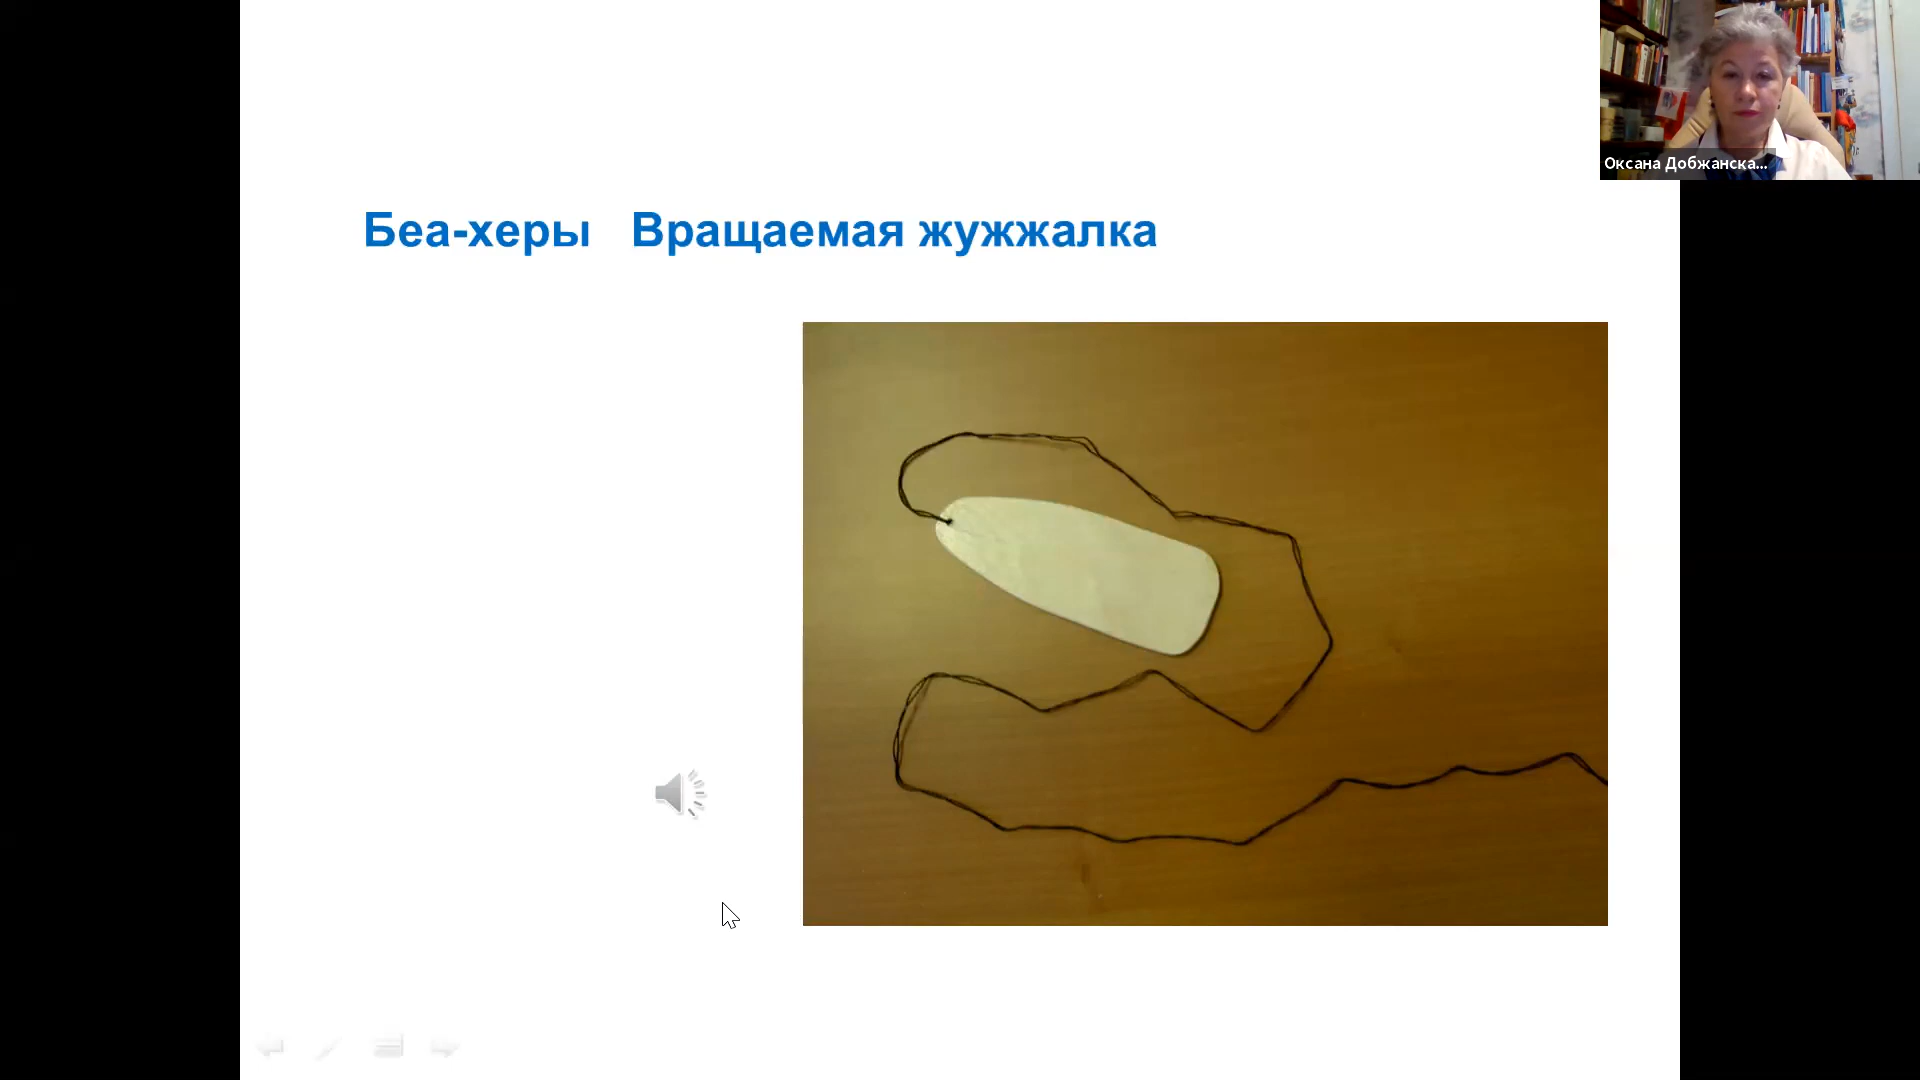 Оксана Добжанска...
Беа-херы Вращаемая жужжалка